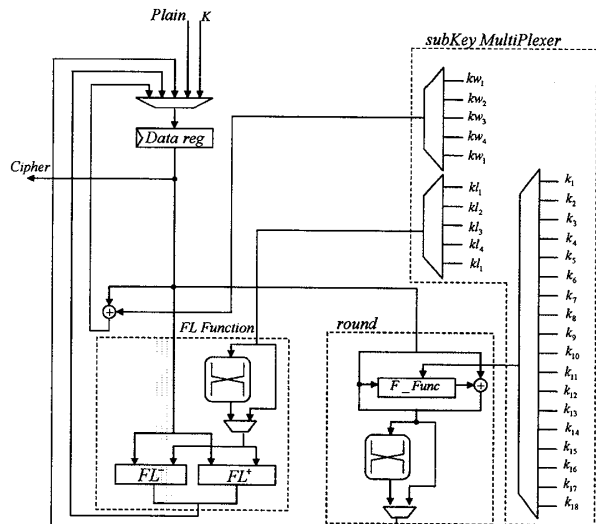 Plain K
subKey MultiPlexer
kw₁
kw₂
kw₃
kw₄
kw₁
Data reg
Cipher
kl₁
kl₂
kl₃
kl₄
kl₁
k₁
k₂
k₃
k₄
k₅
k₆
k₇
k₈
k₉
k₁₀
k₁₁
k₁₂
k₁₃
k₁₄
k₁₅
k₁₆
k₁₇
k₁₈
FL Function
round
F_Func
FL⁻ FL⁺